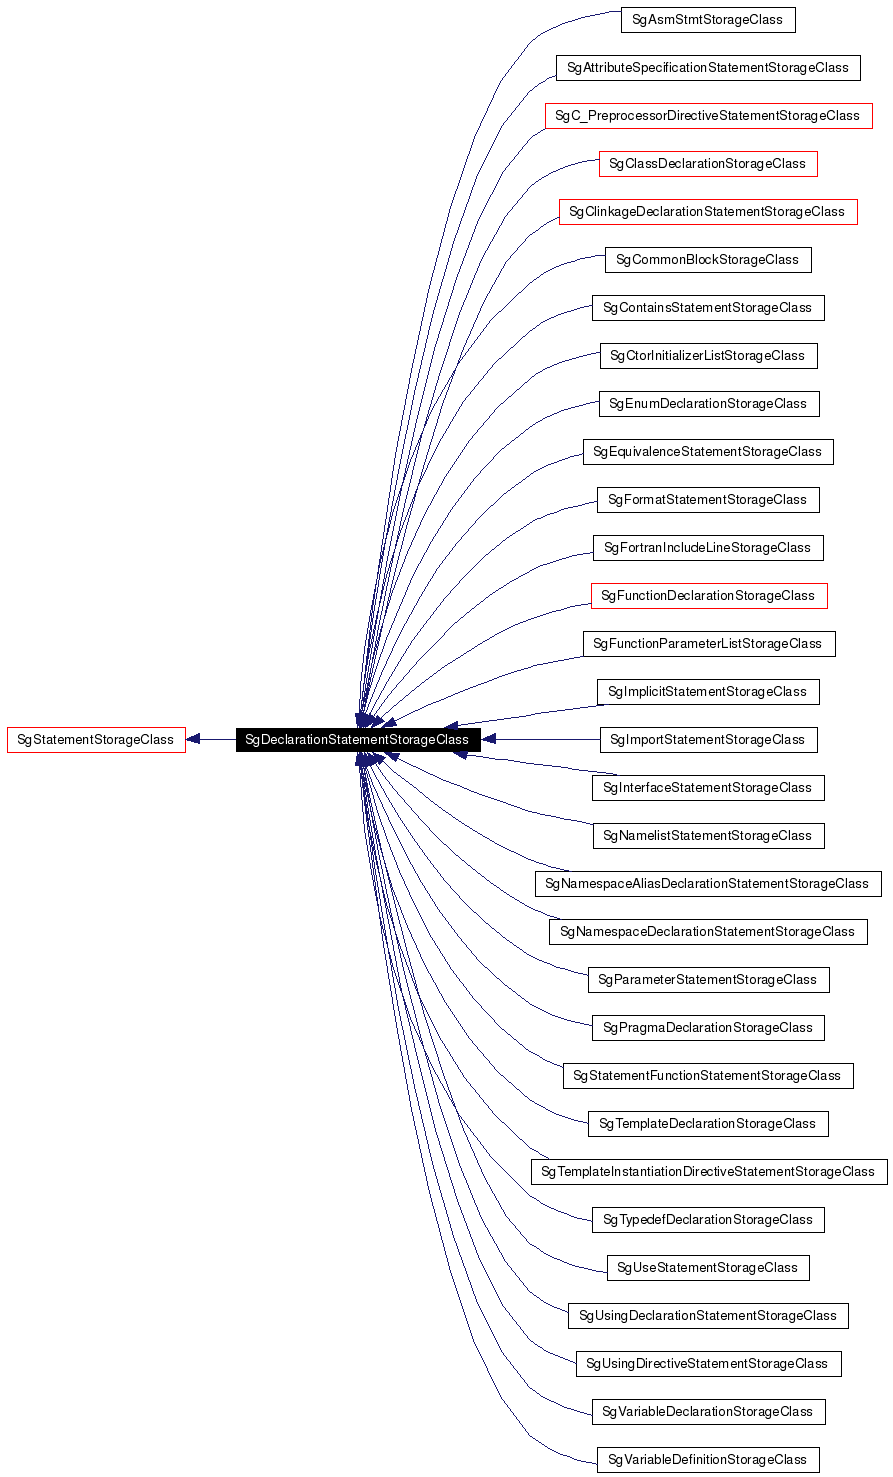 SgAsmStmtStorageClass
SgAttributeSpecificationStatementStorageClass
SgC_PreprocessorDirectiveStatementStorageClass
SgClassDeclarationStorageClass
SgClinkageDeclarationStatementStorageClass
SgCommonBlockStorageClass
SgContainsStatementStorageClass
SgCtorInitializerListStorageClass
SgEnumDeclarationStorageClass
SgEquivalenceStatementStorageClass
SgFormatStatementStorageClass
SgFortranIncludeLineStorageClass
SgFunctionDeclarationStorageClass
SgFunctionParameterListStorageClass
SgImplicitStatementStorageClass
SgStatementStorageClass
SgDeclarationStatementStorageClass
SgImportStatementStorageClass
SgInterfaceStatementStorageClass
SgNamelistStatementStorageClass
SgNamespaceAliasDeclarationStatementStorageClass
SgNamespaceDeclarationStatementStorageClass
SgParameterStatementStorageClass
SgPragmaDeclarationStorageClass
SgStatementFunctionStatementStorageClass
SgTemplateDeclarationStorageClass
SgTemplateInstantiationDirectiveStatementStorageClass
SgTypedefDeclarationStorageClass
SgUseStatementStorageClass
SgUsingDeclarationStatementStorageClass
SgUsingDirectiveStatementStorageClass
SgVariableDeclarationStorageClass
SgVariableDefinitionStorageClass